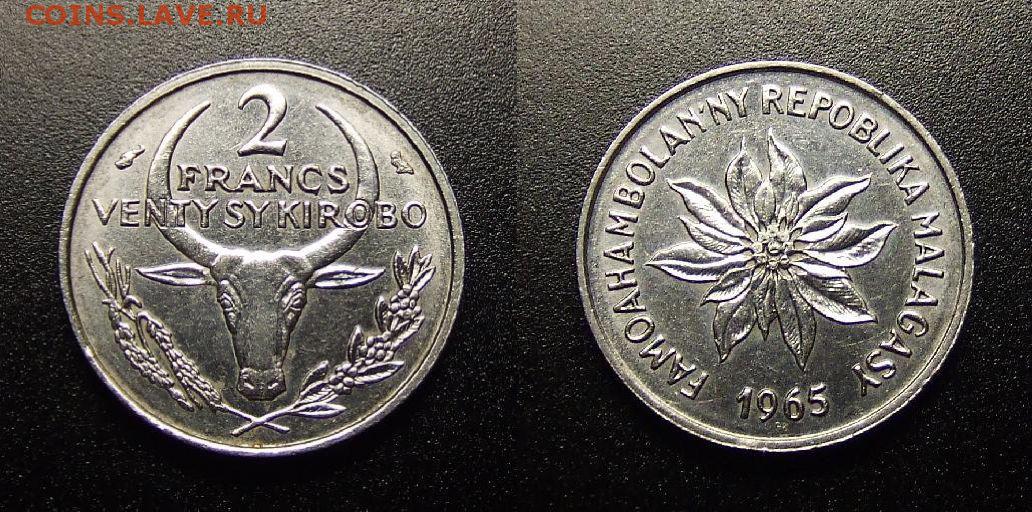 COINS.LAVE.RU
2
FRANCS
VENTY SY KIROBO
FAMOAHAMBOLAN'NY REPOBLIKA MALAGASY
1965